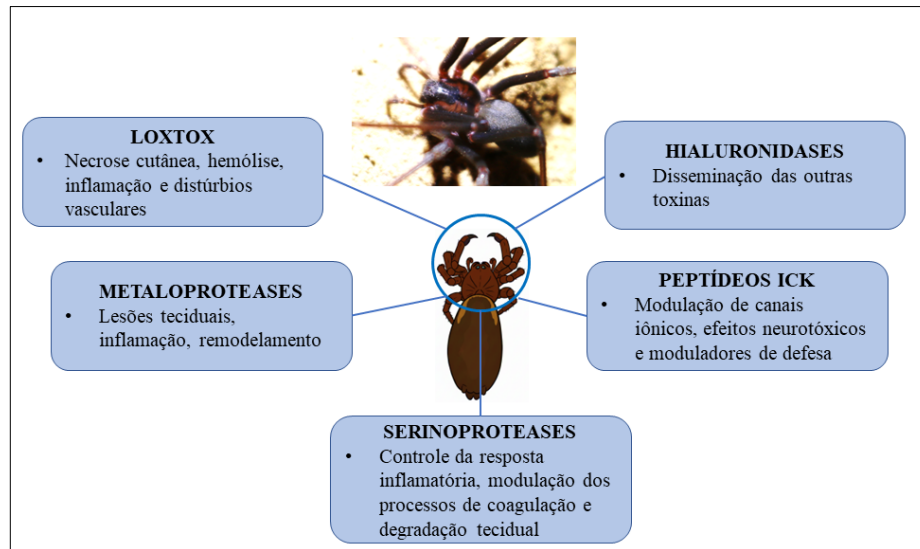 LOXTOX
• Necrose cutânea, hemólise,
inflamação e distúrbios
vasculares
HIALURONIDASES
• Disseminação das outras
toxinas
METALOPROTEASES
• Lesões teciduais,
inflamação, remodelamento
PEPTÍDEOS ICK
• Modulação de canais
iônicos, efeitos neurotóxicos
e moduladores de defesa
SERINOPROTEASES
• Controle da resposta
inflamatória, modulação dos
processos de coagulação e
degradação tecidual